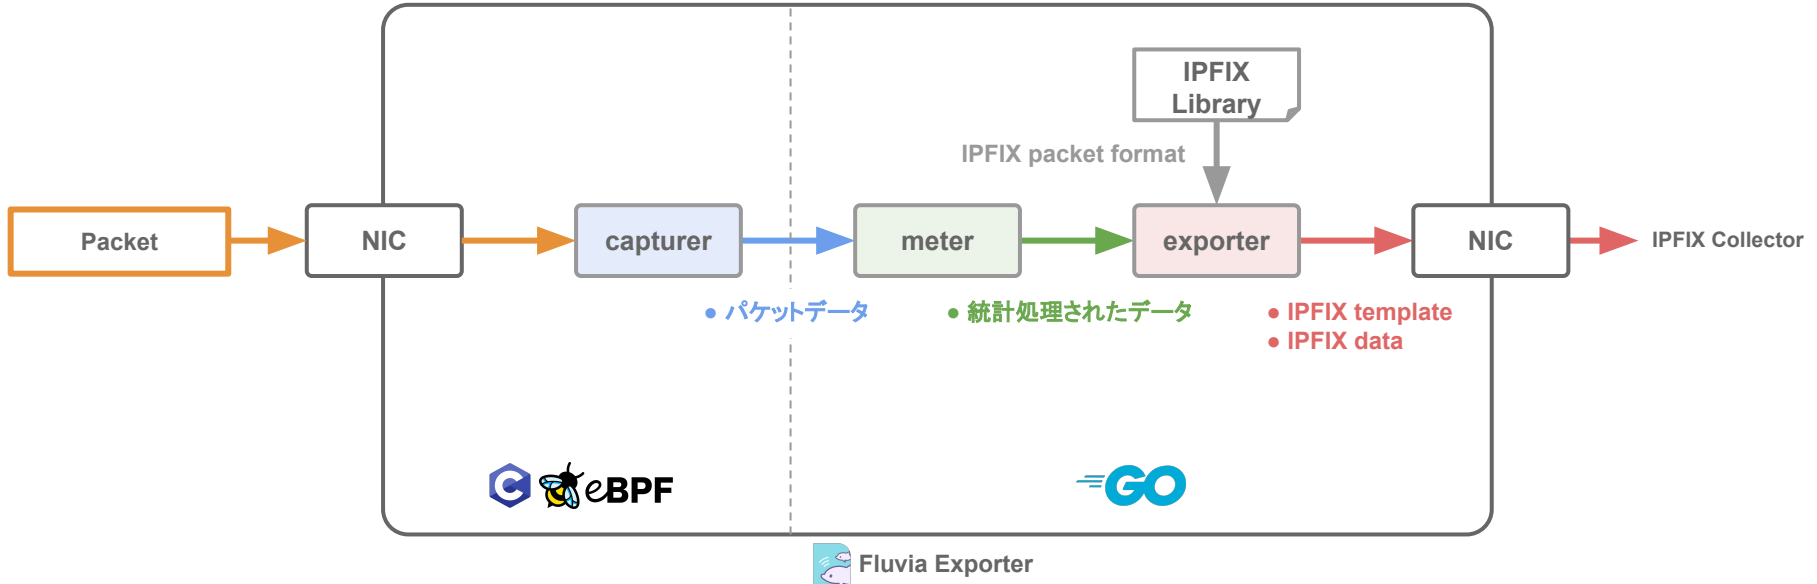 IPFIX
Library
IPFIX packet format
Packet
NIC
capturer
meter
exporter
NIC
IPFIX Collector
● パケットデータ
● 統計処理されたデータ
● IPFIX template
● IPFIX data
C
eBPF
GO
Fluvia Exporter